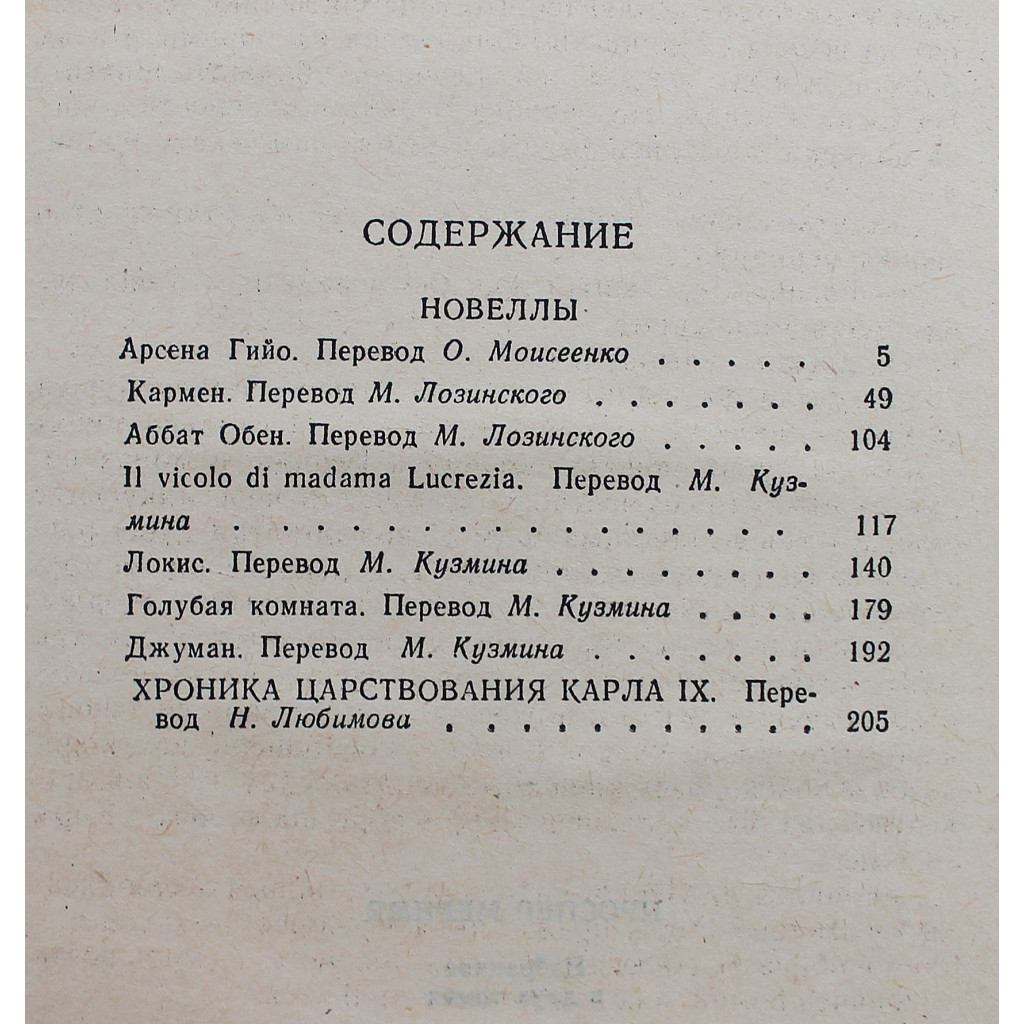 СОДЕРЖАНИЕ
НОВЕЛЛЫ
Арсена Гийо. Перевод О. Моисеенко . . . . . 5
Кармен. Перевод М. Лозинского . . . . . . . 49
Аббат Обен. Перевод М. Лозинского . . . . . 104
Il vicolo di madama Lucrezia. Перевод М. Куз-
мина . . . . . . . . . . . . . . . . 117
Локис. Перевод М. Кузмина . . . . . . . . 140
Голубая комната. Перевод М. Кузмина . . . . 179
Джуман. Перевод М. Кузмина . . . . . . . 192
ХРОНИКА ЦАРСТВОВАНИЯ КАРЛА IX. Пере-
вод Н. Любимова . . . . . . . . . . . 205